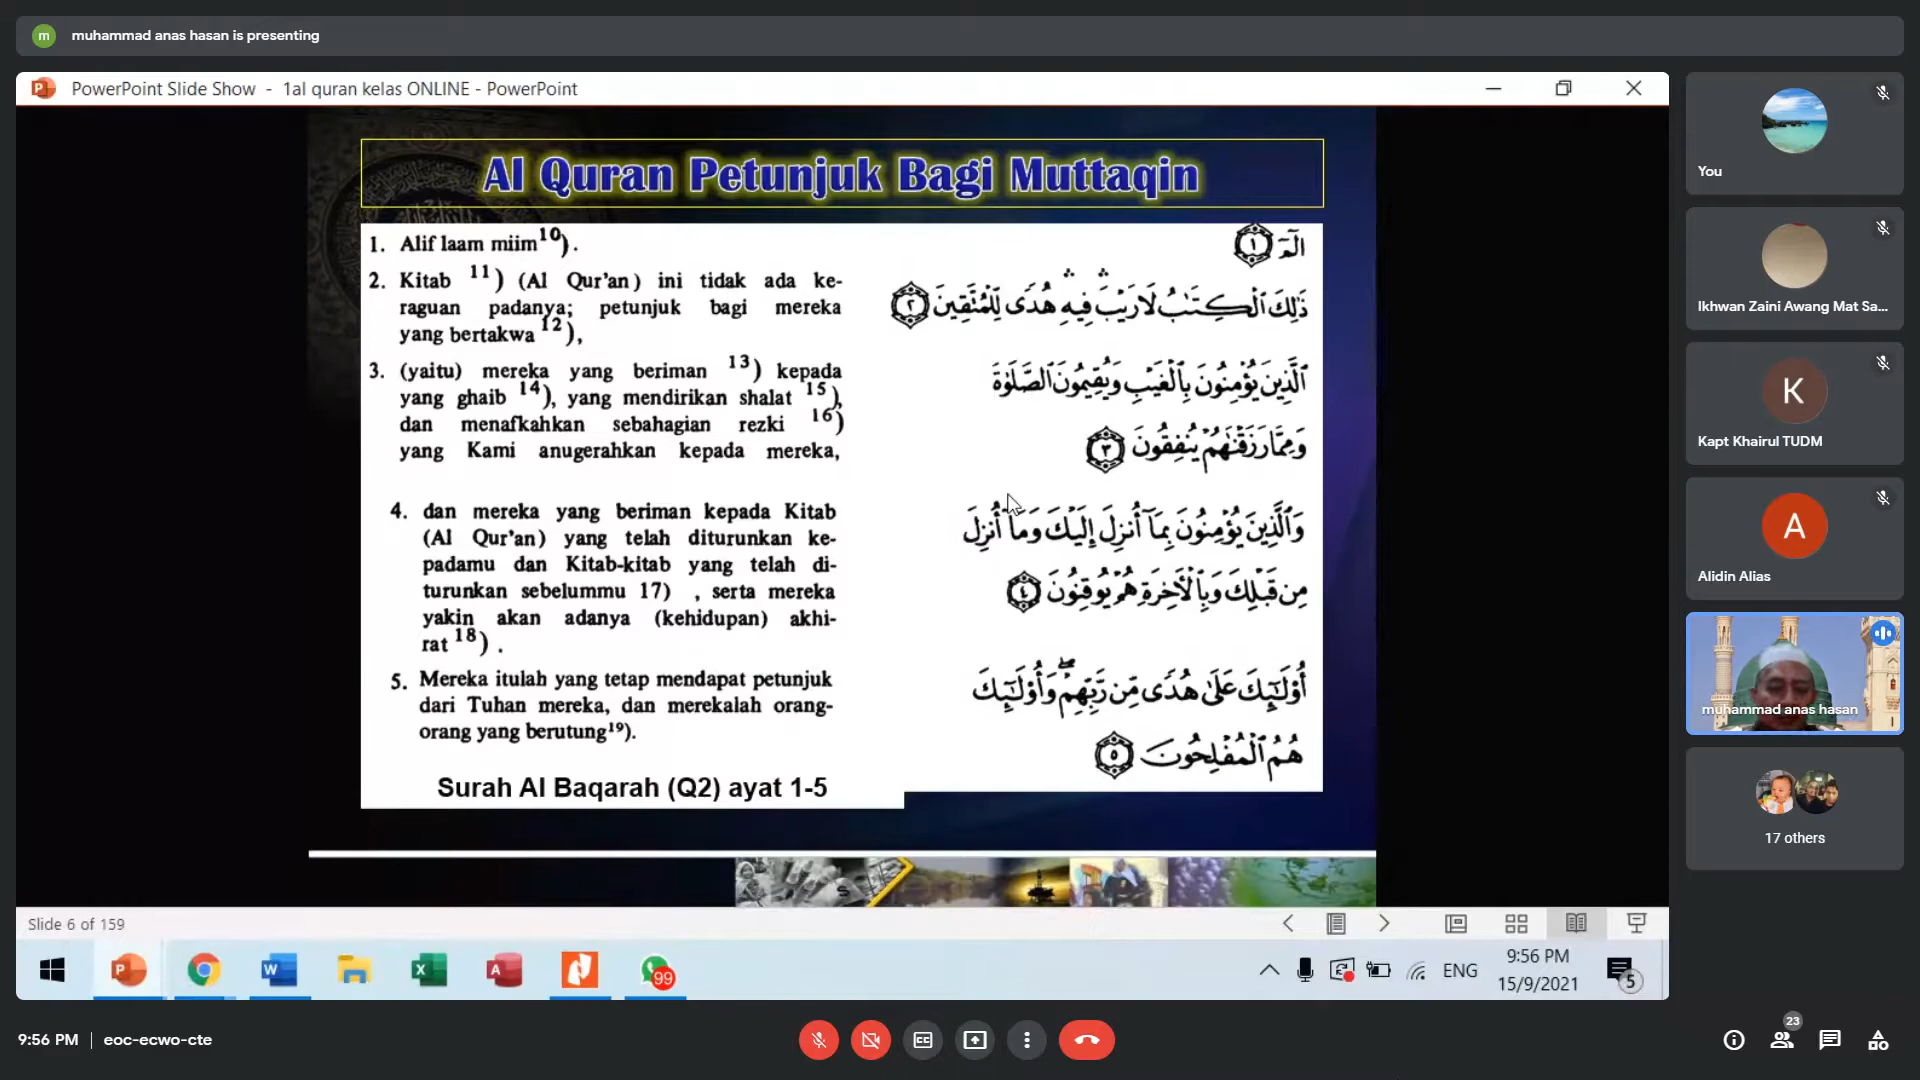 muhammad anas hasan is presenting
PowerPoint Slide Show - 1al quran kelas ONLINE - PowerPoint
Al Quran Petunjuk Bagi Muttaqin
1. Alif laam miim10).
2. Kitab 11) (Al Qur'an) ini tidak ada ke-
raguan padanya; petunjuk bagi mereka
yang bertakwa 12),
3. (yaitu) mereka yang beriman 13) kepada
yang ghaib 14), yang mendirikan shalat 15),
dan menafkahkan sebahagian rezki 16)
yang Kami anugerahkan kepada mereka,
4. dan mereka yang beriman kepada Kitab
(Al Qur'an) yang telah diturunkan ke-
padamu dan Kitab-kitab yang telah di-
turunkan sebelummu 17) , serta mereka
yakin akan adanya (kehidupan) akhi-
rat 18) .
5. Mereka itulah yang tetap mendapat petunjuk
dari Tuhan mereka, dan merekalah orang-
orang yang berutung19).
Surah Al Baqarah (Q2) ayat 1-5
الٓمٓ ١
ذَٰلِكَ ٱلْكِتَٰبُ لَا رَيْبَ ۛ فِيهِ ۛ هُدًى لِّلْمُتَّقِينَ ٢
ٱلَّذِينَ يُؤْمِنُونَ بِٱلْغَيْبِ وَيُقِيمُونَ ٱلصَّلَوٰةَ
وَمِمَّا رَزَقْنَٰهُمْ يُنفِقُونَ ٣
وَٱلَّذِينَ يُؤْمِنُونَ بِمَآ أُنزِلَ إِلَيْكَ وَمَآ أُنزِلَ
مِن قَبْلِكَ وَبِٱلْءَاخِرَةِ هُمْ يُوقِنُونَ ٤
أُو۟لَٰٓئِكَ عَلَىٰ هُدًى مِّن رَّبِّهِمْ ۖ وَأُو۟لَٰٓئِكَ
هُمُ ٱلْمُفْلِحُونَ ٥
Slide 6 of 159
99
ENG
9:56 PM
15/9/2021
5
You
Ikhwan Zaini Awang Mat Sa...
K
Kapt Khairul TUDM
A
Alidin Alias
muhammad anas hasan
17 others
m
9:56 PM
eoc-ecwo-cte
23